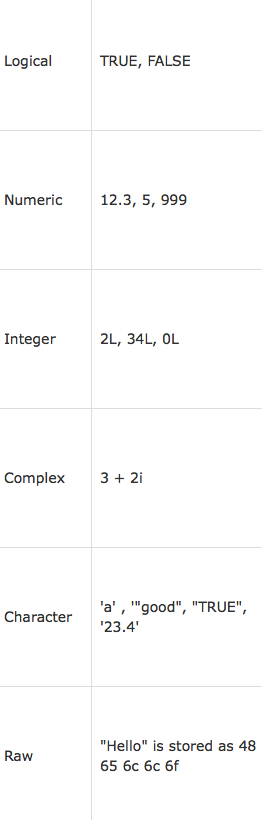 Logical TRUE, FALSE
Numeric 12.3, 5, 999
Integer 2L, 34L, 0L
Complex 3 + 2i
Character 'a' , '"good", "TRUE",
'23.4'
Raw "Hello" is stored as 48
65 6c 6c 6f